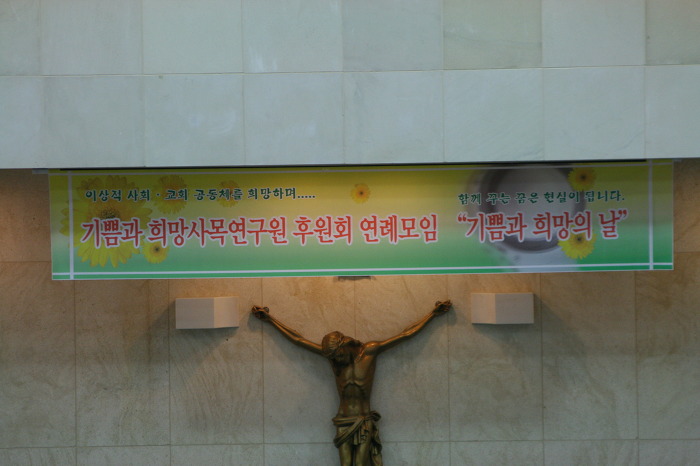 이상적 사회·교회 공동체를 희망하며.....
기쁨과 희망사목연구원 후원회 연례모임
함께 꾸는 꿈은 현실이 됩니다.
"기쁨과 희망의 날"